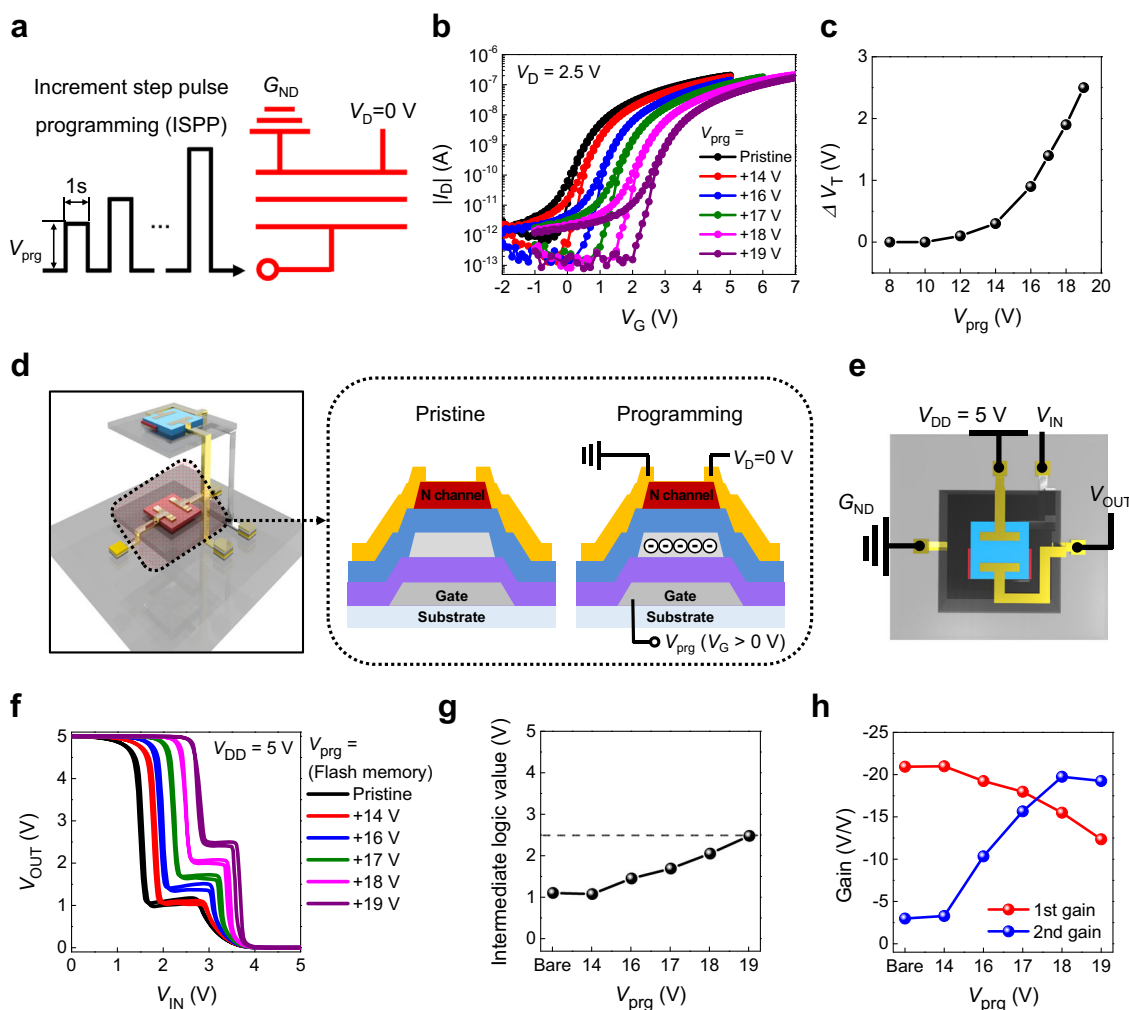 a
Increment step pulse
programming (ISPP)
1s
Vprg
...
GND
VD=0 V
b
10-6
10-7
10-8
10-9
10-10
10-11
10-12
10-13
|ID| (A)
VD = 2.5 V
Vprg =
Pristine
+14 V
+16 V
+17 V
+18 V
+19 V
-2 -1 0 1 2 3 4 5 6 7
VG (V)
c
4
3
2
1
0
Δ VT (V)
8 10 12 14 16 18 20
Vprg (V)
d
Pristine
N channel
Gate
Substrate
Programming
VD=0 V
N channel
Gate
Substrate
Vprg (VG > 0 V)
e
VDD = 5 V
VIN
VOUT
GND
f
5
4
3
2
1
0
VOUT (V)
VDD = 5 V
Vprg =
(Flash memory)
Pristine
+14 V
+16 V
+17 V
+18 V
+19 V
0 1 2 3 4 5
VIN (V)
g
5
4
3
2
1
0
Intermediate logic value (V)
Bare 14 16 17 18 19
Vprg (V)
h
-25
-20
-15
-10
-5
0
Gain (V/V)
1st gain
2nd gain
Bare 14 16 17 18 19
Vprg (V)